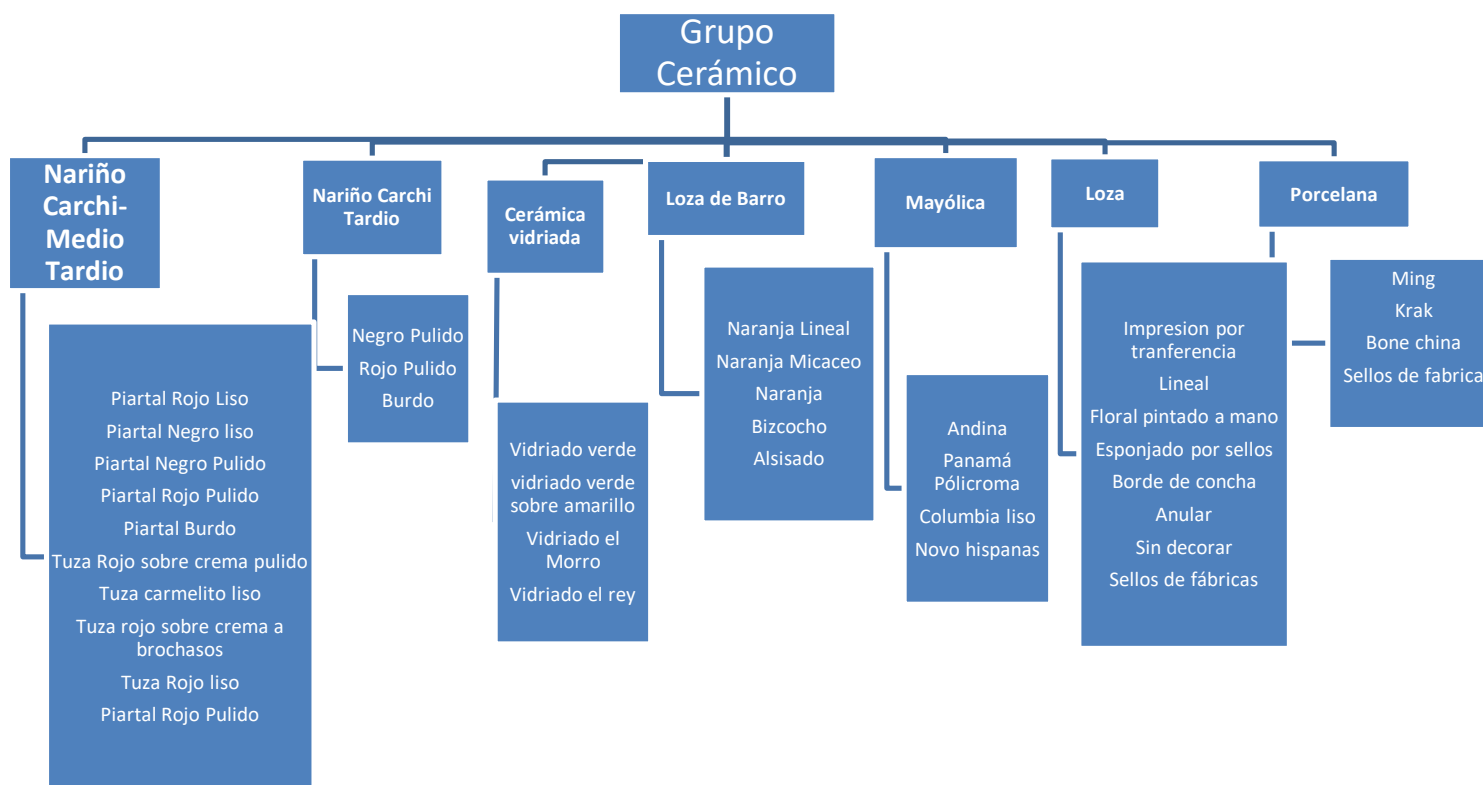 Grupo
Cerámico
Nariño
Carchi-
Medio
Tardio
Nariño Carchi
Tardio
Cerámica
vidriada
Loza de Barro
Mayólica
Loza
Porcelana
Piartal Rojo Liso
Piartal Negro liso
Piartal Negro Pulido
Piartal Rojo Pulido
Piartal Burdo
Tuza Rojo sobre crema pulido
Tuza carmelito liso
Tuza rojo sobre crema a
brochasos
Tuza Rojo liso
Piartal Rojo Pulido
Negro Pulido
Rojo Pulido
Burdo
Vidriado verde
vidriado verde
sobre amarillo
Vidriado el
Morro
Vidriado el rey
Naranja Lineal
Naranja Micaceo
Naranja
Bizcocho
Alsisado
Andina
Panamá
Pólicroma
Columbia liso
Novo hispanas
Impresion por
tranferencia
Lineal
Floral pintado a mano
Esponjado por sellos
Borde de concha
Anular
Sin decorar
Sellos de fábricas
Ming
Krak
Bone china
Sellos de fabrica